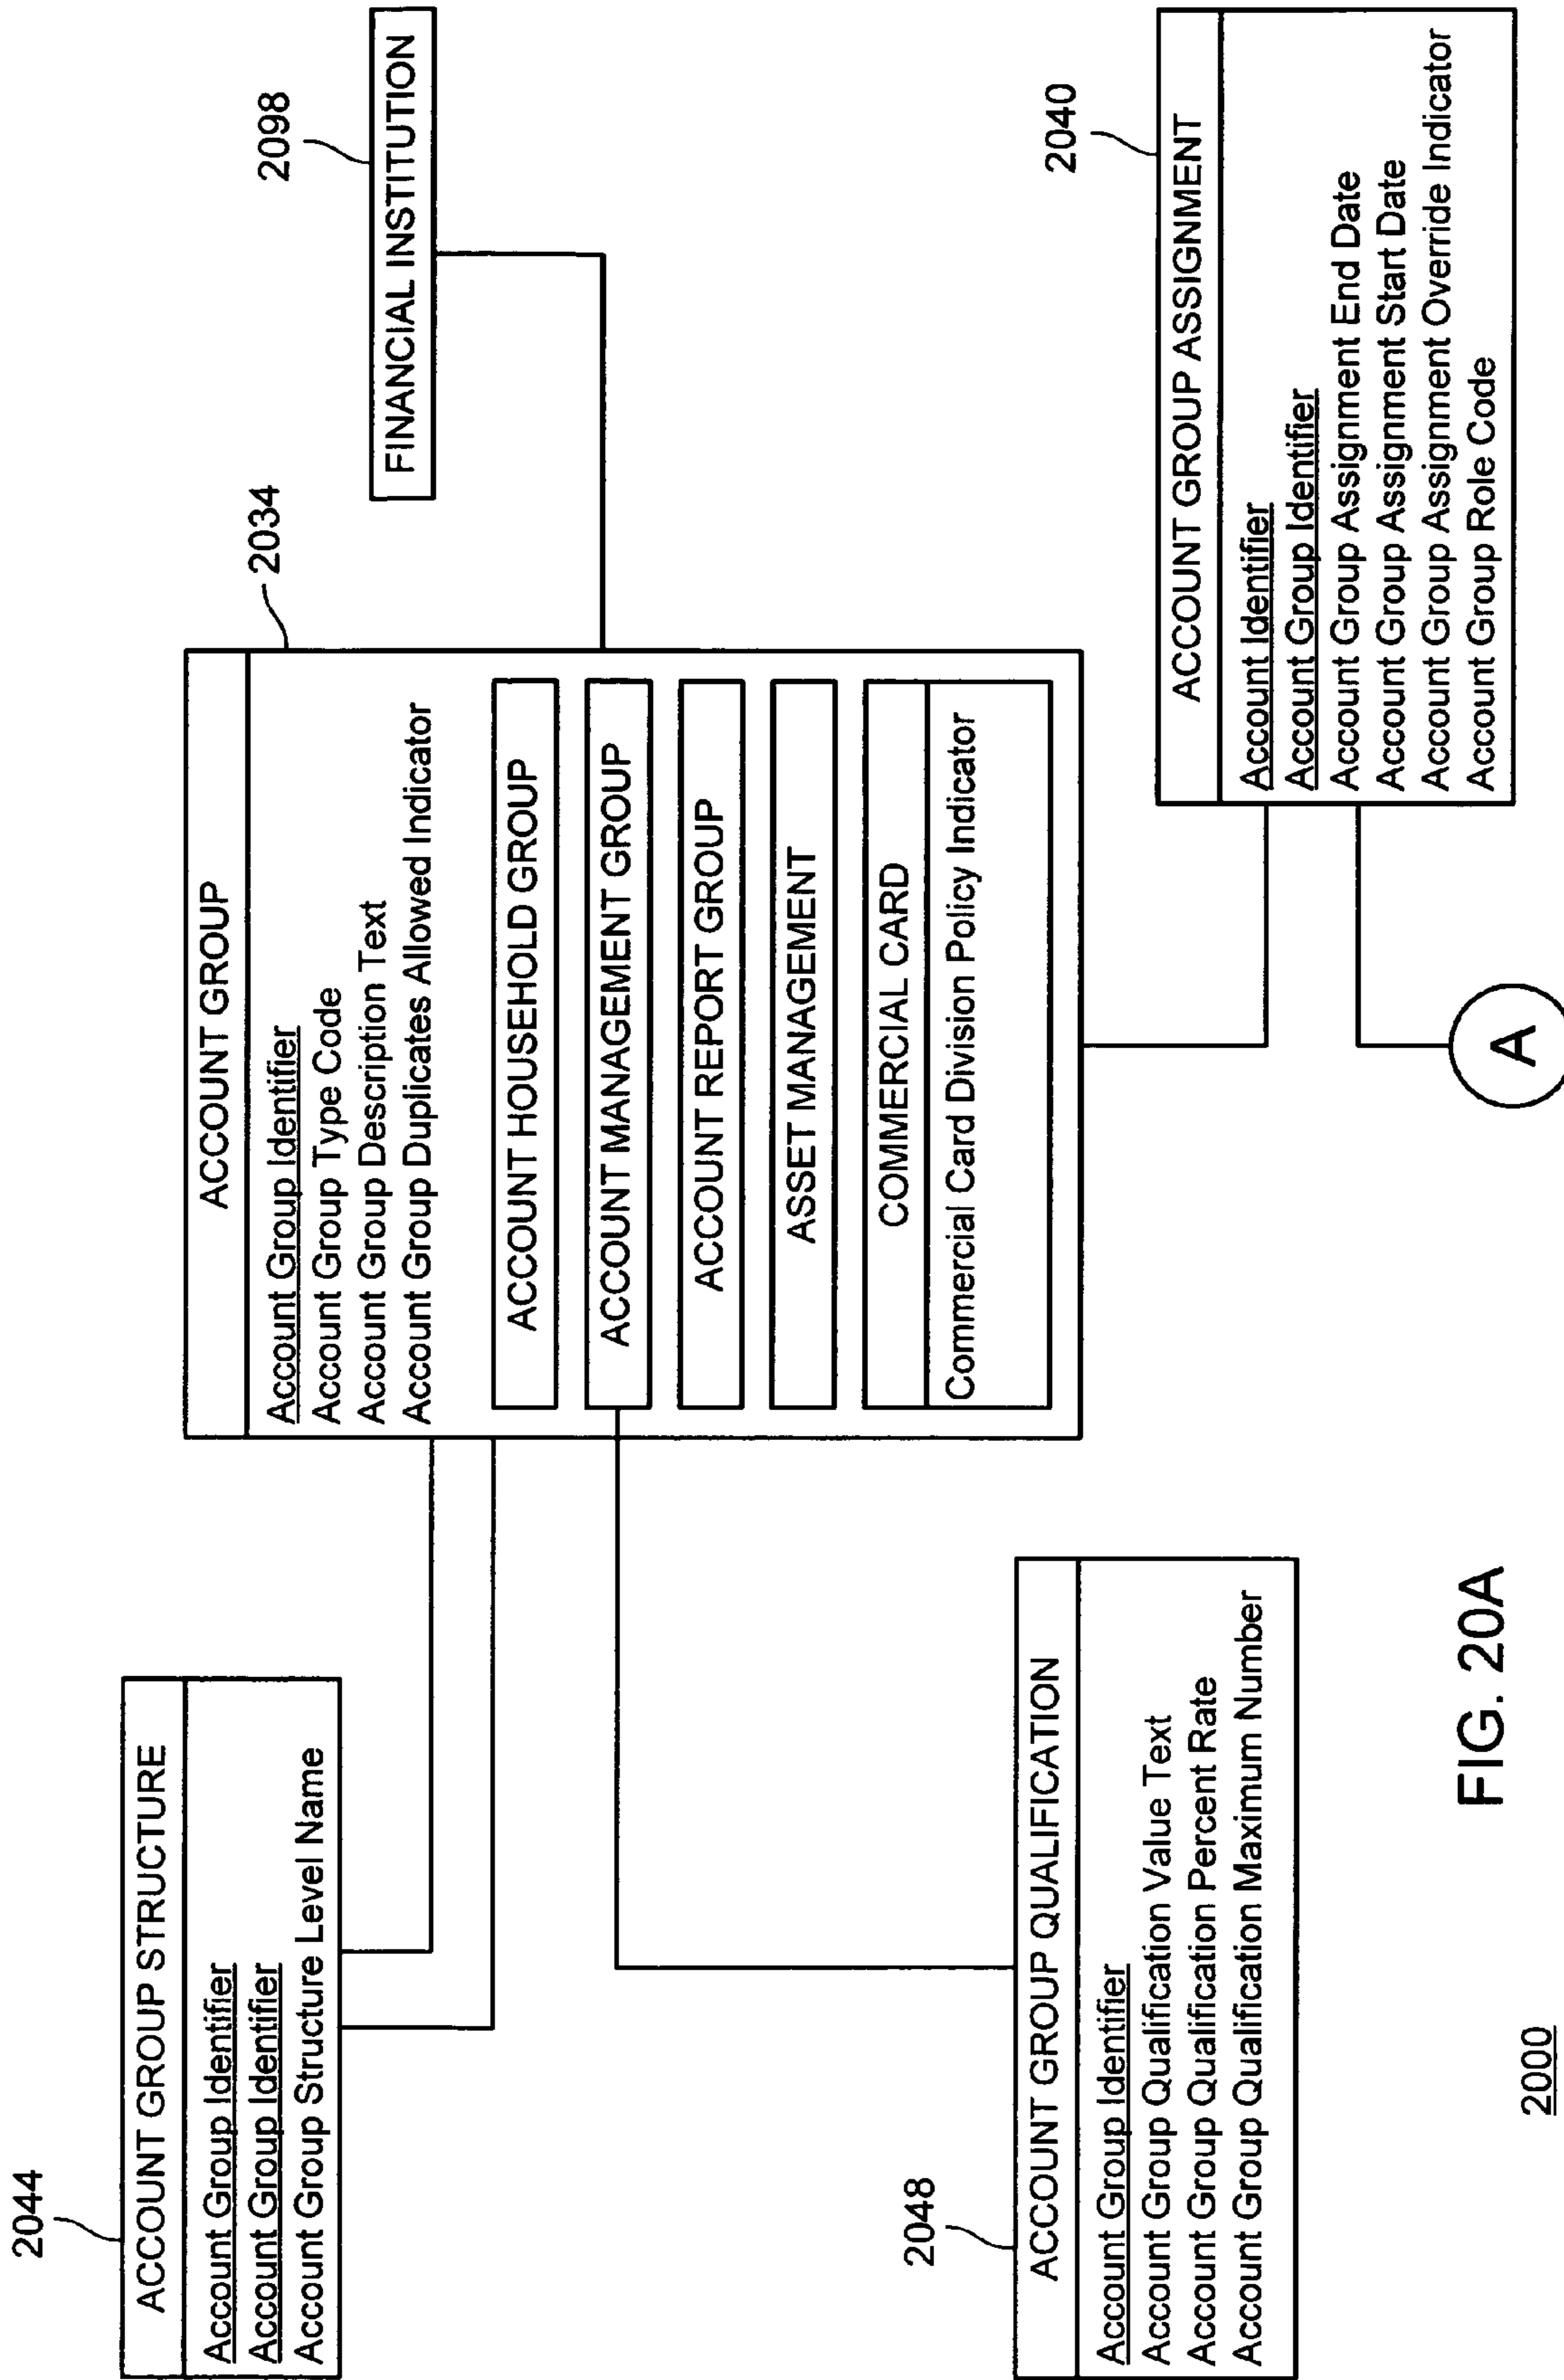 2044
ACCOUNT GROUP STRUCTURE
Account Group Identifier
Account Group Identifier
Account Group Structure Level Name
2034
ACCOUNT GROUP
Account Group Identifier
Account Group Type Code
Account Group Description Text
Account Group Duplicates Allowed Indicator
ACCOUNT HOUSEHOLD GROUP
ACCOUNT MANAGEMENT GROUP
ACCOUNT REPORT GROUP
ASSET MANAGEMENT
COMMERCIAL CARD
Commercial Card Division Policy Indicator
2098
FINANCIAL INSTITUTION
2048
ACCOUNT GROUP QUALIFICATION
Account Group Identifier
Account Group Qualification Value Text
Account Group Qualification Percent Rate
Account Group Qualification Maximum Number
2040
ACCOUNT GROUP ASSIGNMENT
Account Identifier
Account Group Identifier
Account Group Assignment End Date
Account Group Assignment Start Date
Account Group Assignment Override Indicator
Account Group Role Code
A
2000
FIG. 20A